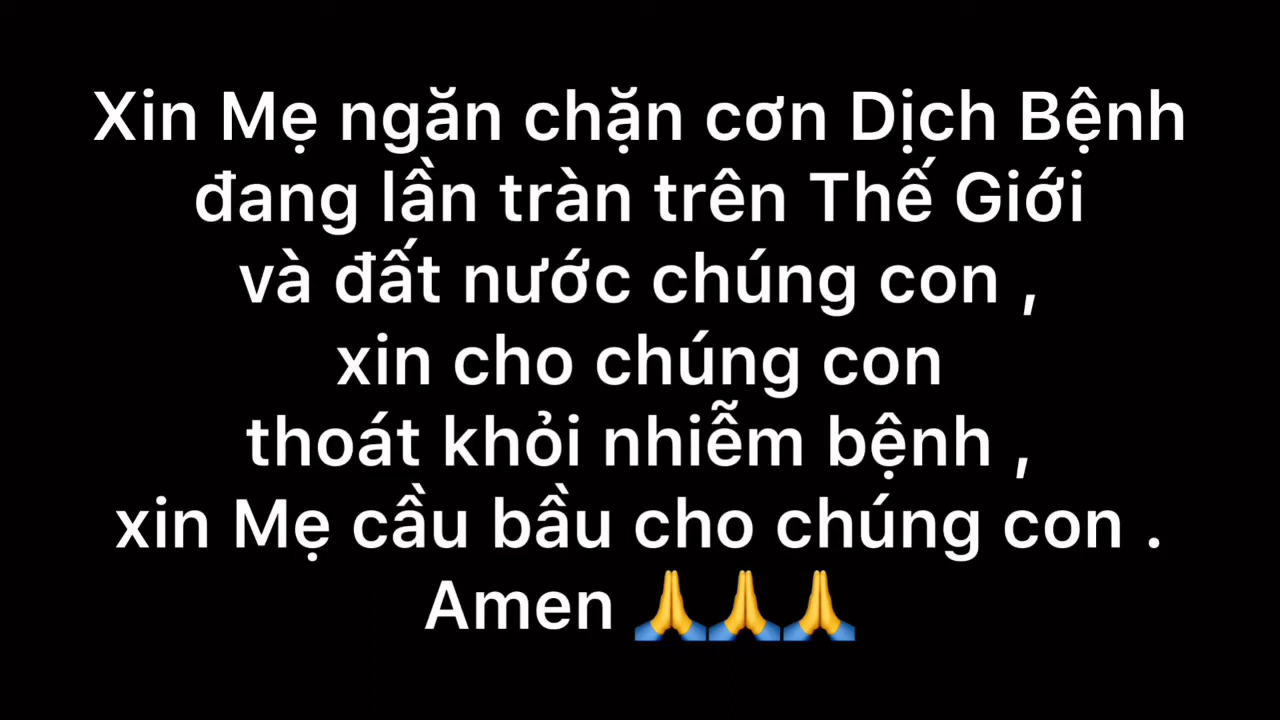 Xin Mẹ ngăn chặn cơn Dịch Bệnh
đang lần tràn trên Thế Giới
và đất nước chúng con ,
xin cho chúng con
thoát khỏi nhiễm bệnh ,
xin Mẹ cầu bầu cho chúng con .
Amen 🙏🙏🙏